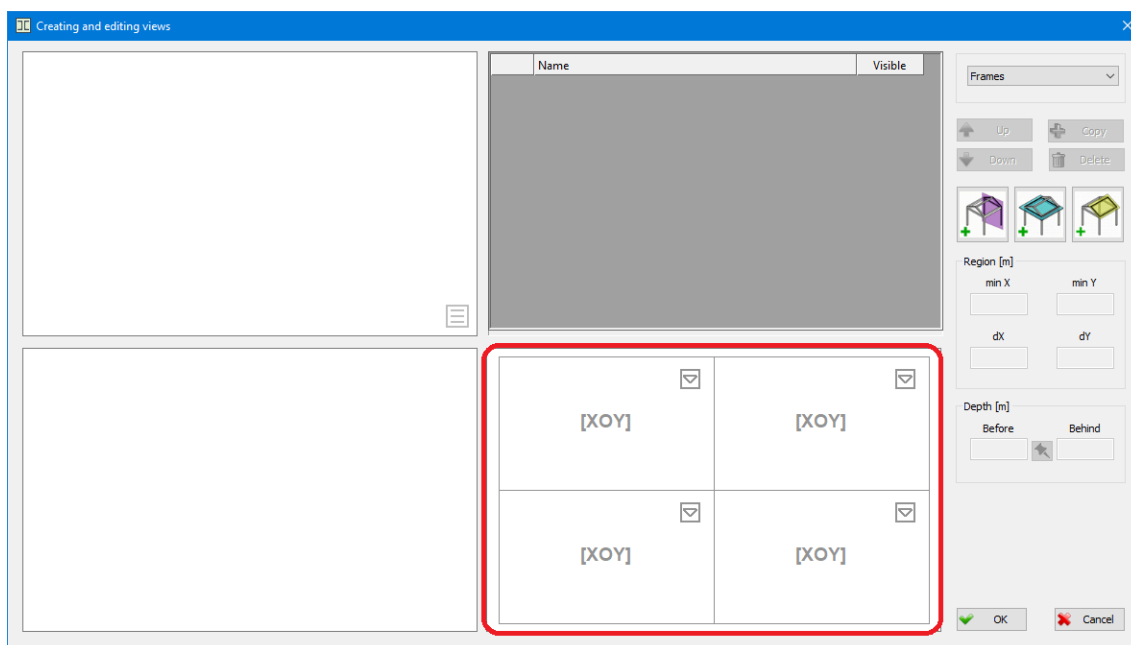 Creating and editing views
Name Visible
Frames
Up Copy
Down Delete
Region [m]
min X min Y
dX dY
Depth [m]
Before Behind
[XOY] [XOY]
[XOY] [XOY]
OK Cancel